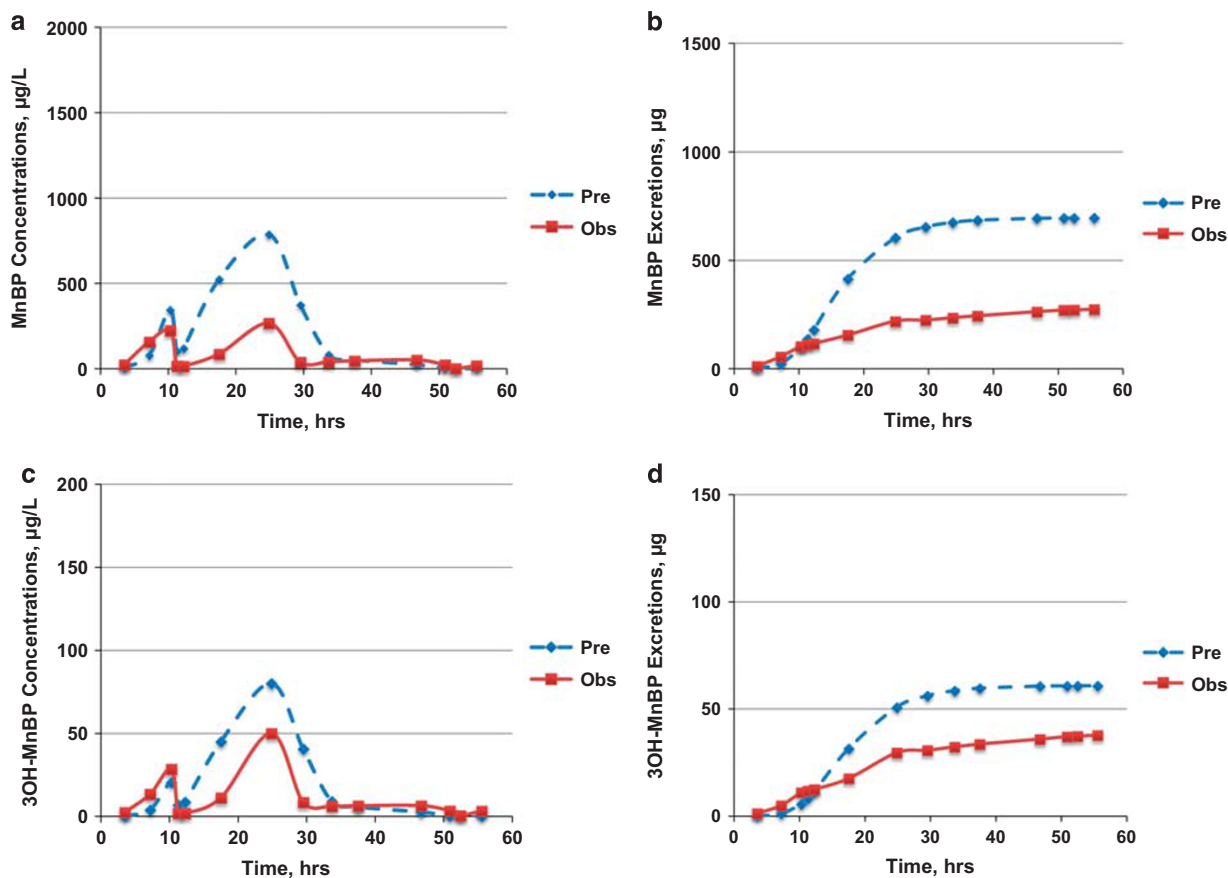 a
2000
1500
1000
500
0
0 10 20 30 40 50 60
MnBP Concentrations, µg/L
Time, hrs
Pre
Obs
b
1500
1000
500
0
0 10 20 30 40 50 60
MnBP Excretions, µg
Time, hrs
Pre
Obs
c
200
150
100
50
0
0 10 20 30 40 50 60
3OH-MnBP Concentrations, µg/L
Time, hrs
Pre
Obs
d
150
100
50
0
0 10 20 30 40 50 60
3OH-MnBP Excretions, µg
Time, hrs
Pre
Obs